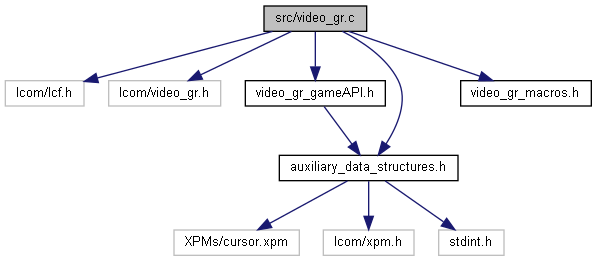 src/video_gr.c
lcom/lcf.h
lcom/video_gr.h
video_gr_gameAPI.h
video_gr_macros.h
auxiliary_data_structures.h
XPMs/cursor.xpm
lcom/xpm.h
stdint.h